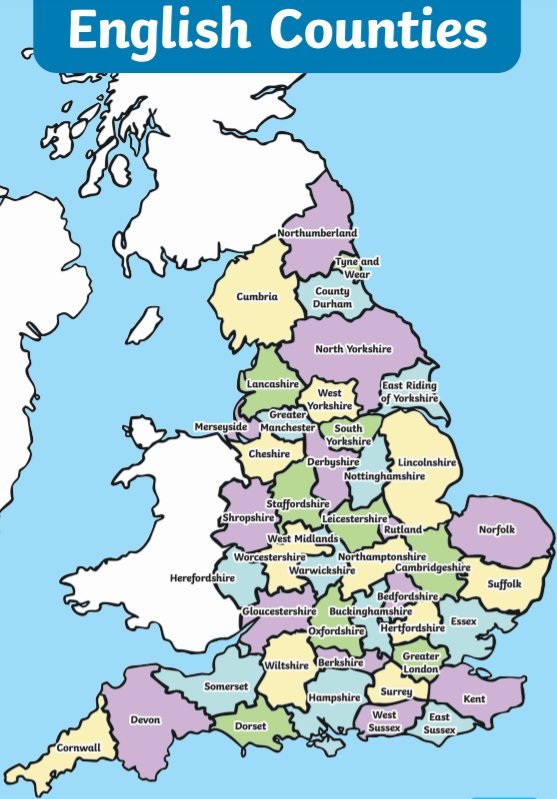 English Counties
Northumberland
Tyne and
Wear
Cumbria
County
Durham
North Yorkshire
Lancashire
West
Yorkshire
East Riding
of Yorkshire
Merseyside
Greater
Manchester
South
Yorkshire
Cheshire
Derbyshire
Nottinghamshire
Lincolnshire
Staffordshire
Shropshire
Leicestershire
Rutland
Norfolk
West Midlands
Worcestershire
Warwickshire
Northamptonshire
Cambridgeshire
Suffolk
Herefordshire
Bedfordshire
Gloucestershire
Buckinghamshire
Oxfordshire
Hertfordshire
Essex
Wiltshire
Berkshire
Greater
London
Somerset
Hampshire
Surrey
Kent
Devon
Dorset
West
Sussex
East
Sussex
Cornwall